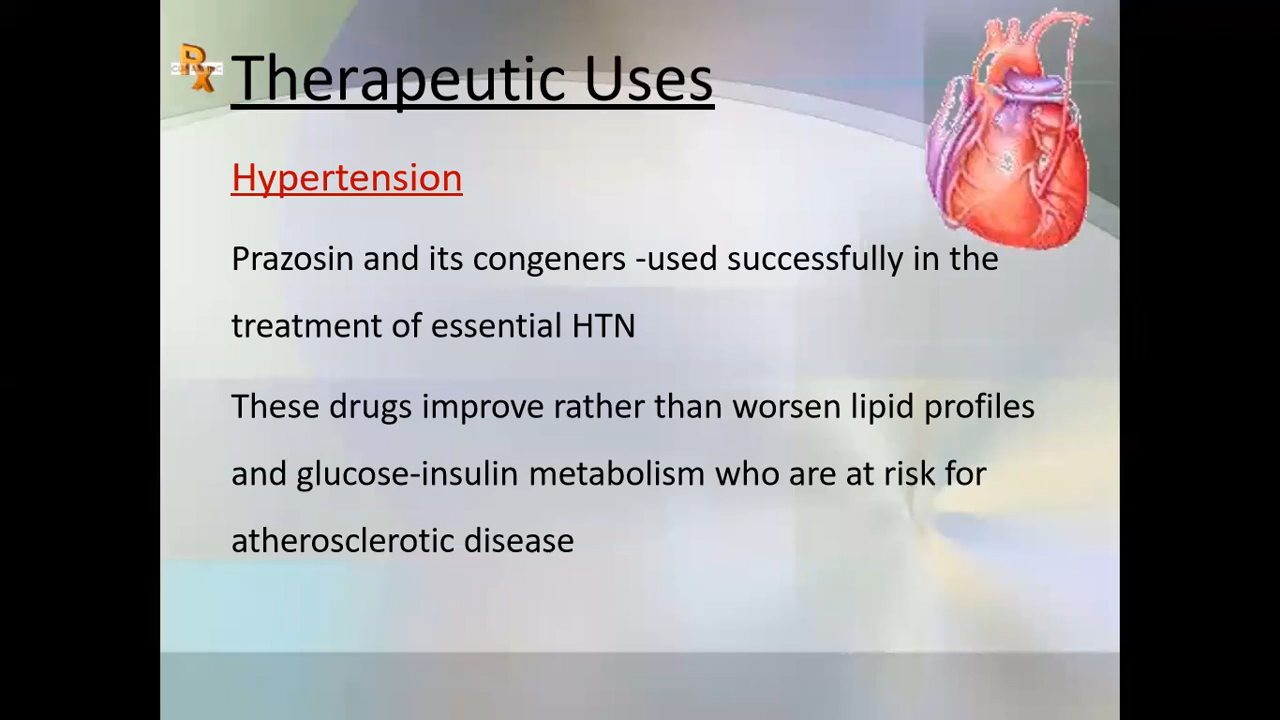 Rx
Therapeutic Uses
Hypertension
Prazosin and its congeners -used successfully in the
treatment of essential HTN
These drugs improve rather than worsen lipid profiles
and glucose-insulin metabolism who are at risk for
atherosclerotic disease